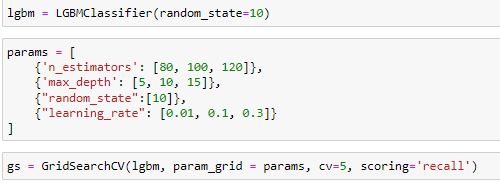 lgbm = LGBMClassifier(random_state=10)
params = [
    {'n_estimators': [80, 100, 120]},
    {'max_depth': [5, 10, 15]},
    {"random_state":[10]},
    {"learning_rate": [0.01, 0.1, 0.3]}
]
gs = GridSearchCV(lgbm, param_grid = params, cv=5, scoring='recall')